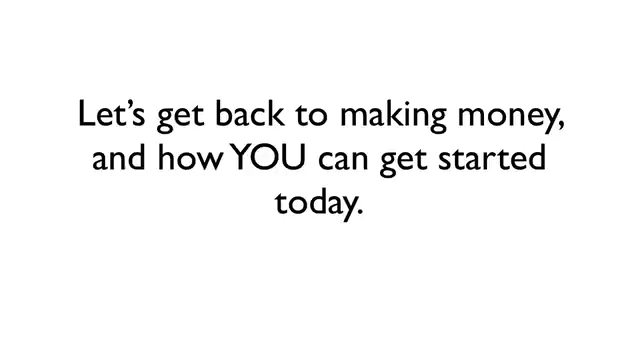 Let’s get back to making money,
and how YOU can get started
today.